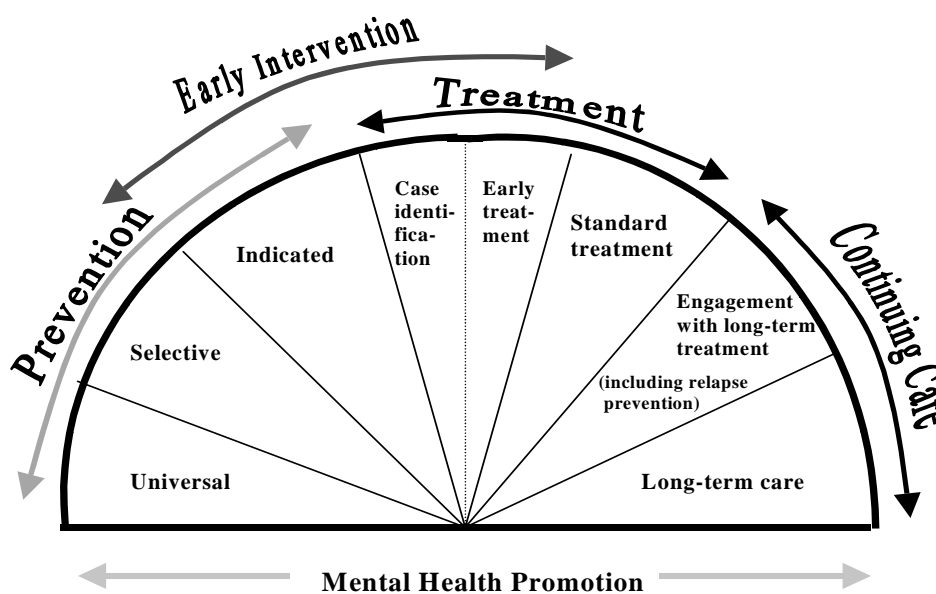 Early Intervention
Treatment
Prevention
Continuing Care
Case
identi-
fica-
tion
Early
treat-
ment
Standard
treatment
Indicated
Engagement
with long-term
treatment
(including relapse
prevention)
Selective
Universal
Long-term care
Mental Health Promotion